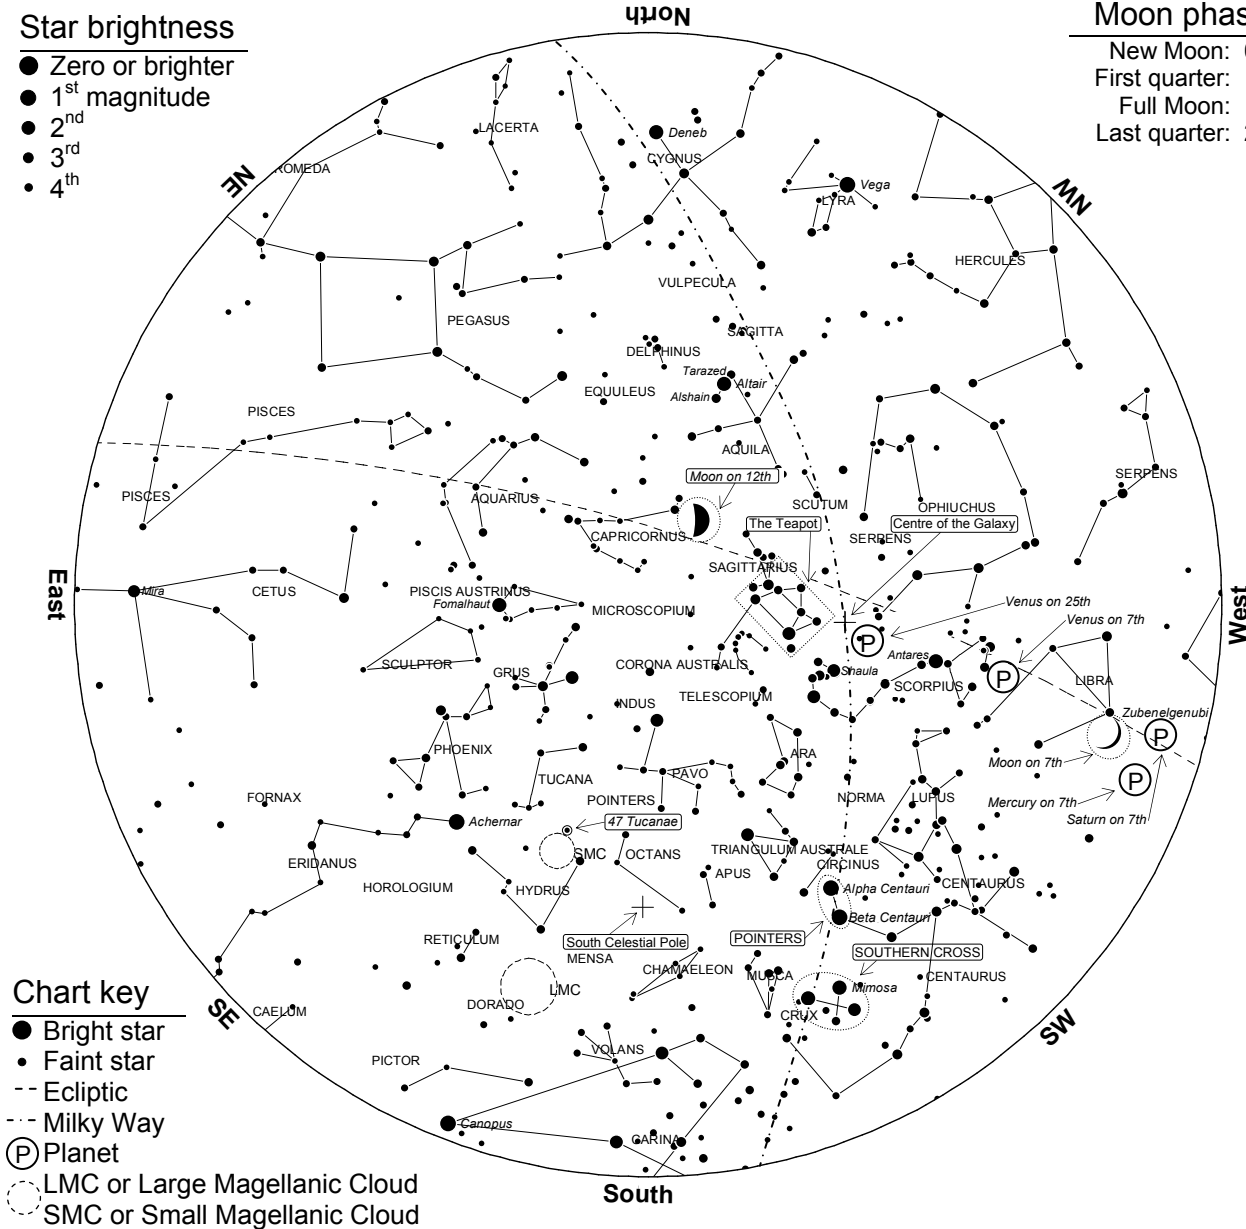 North
Star brightness
Zero or brighter
1st magnitude
2nd
3rd
4th
Moon phas
New Moon:
First quarter:
Full Moon:
Last quarter:
NE
NW
LACERTA
ROMEDA
Deneb
CYGNUS
Vega
LYRA
HERCULES
VULPECULA
PEGASUS
SAGITTA
DELPHINUS
Tarazed
Altair
EQUULEUS
Alshain
PISCES
AQUILA
Moon on 12th
SERPENS
PISCES
AQUARIUS
SCUTUM
OPHIUCHUS
The Teapot
Centre of the Galaxy
CAPRICORNUS
SERPENS
SAGITTARIUS
East
Mira
CETUS
PISCIS AUSTRINUS
Fomalhaut
MICROSCOPIUM
Venus on 25th
Venus on 7th
West
SCULPTOR
GRUS
CORONA AUSTRALIS
Shaula
Antares
SCORPIUS
LIBRA
TELESCOPIUM
INDUS
Zubenelgenubi
PHOENIX
TUCANA
PAVO
ARA
Moon on 7th
FORNAX
POINTERS
NORMA
LUPUS
Mercury on 7th
Saturn on 7th
Achernar
47 Tucanae
ERIDANUS
SMC
OCTANS
TRIANGULUM AUSTRALE
CIRCINUS
APUS
HOROLOGIUM
HYDRUS
Alpha Centauri
CENTAURUS
Beta Centauri
RETICULUM
South Celestial Pole
MENSA
POINTERS
SOUTHERN CROSS
CHAMAELEON
MUSCA
CENTAURUS
LMC
Mimosa
DORADO
CRUX
CAELUM
SE
SW
PICTOR
VOLANS
Canopus
CARINA
South
Chart key
Bright star
Faint star
Ecliptic
Milky Way
P
Planet
LMC or Large Magellanic Cloud
SMC or Small Magellanic Cloud
P
P
P
P